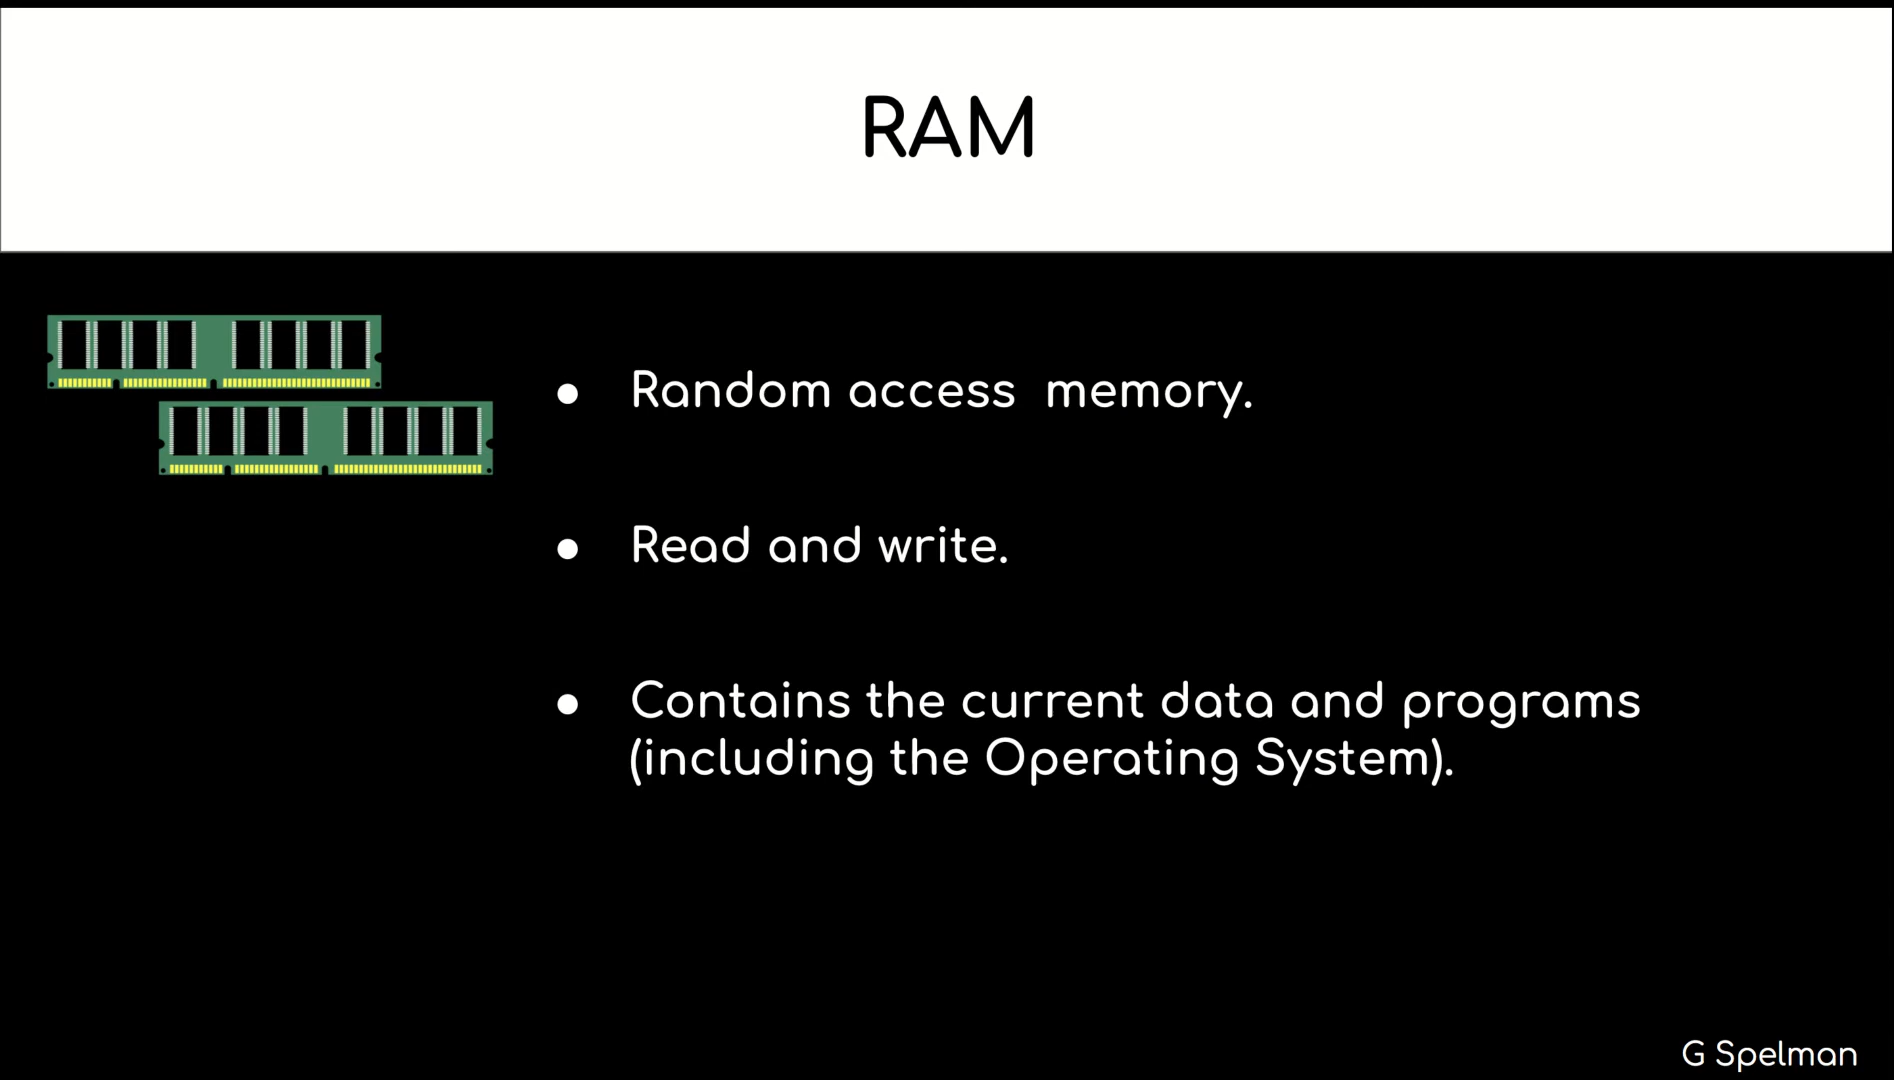 RAM
● Random access  memory.
● Read and write.
● Contains the current data and programs
(including the Operating System).
G Spelman